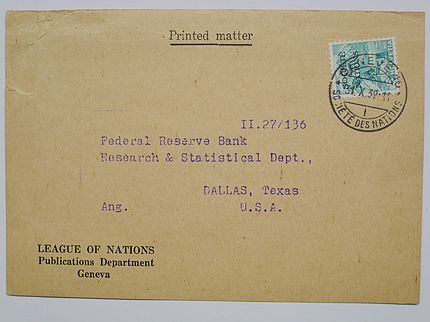 Printed matter
II.27/136
Federal Reserve Bank
Research & Statistical Dept.,
DALLAS, Texas
Ang. U.S.A.
LEAGUE OF NATIONS
Publications Department
Geneva
SOCIÉTÉ DES NATIONS